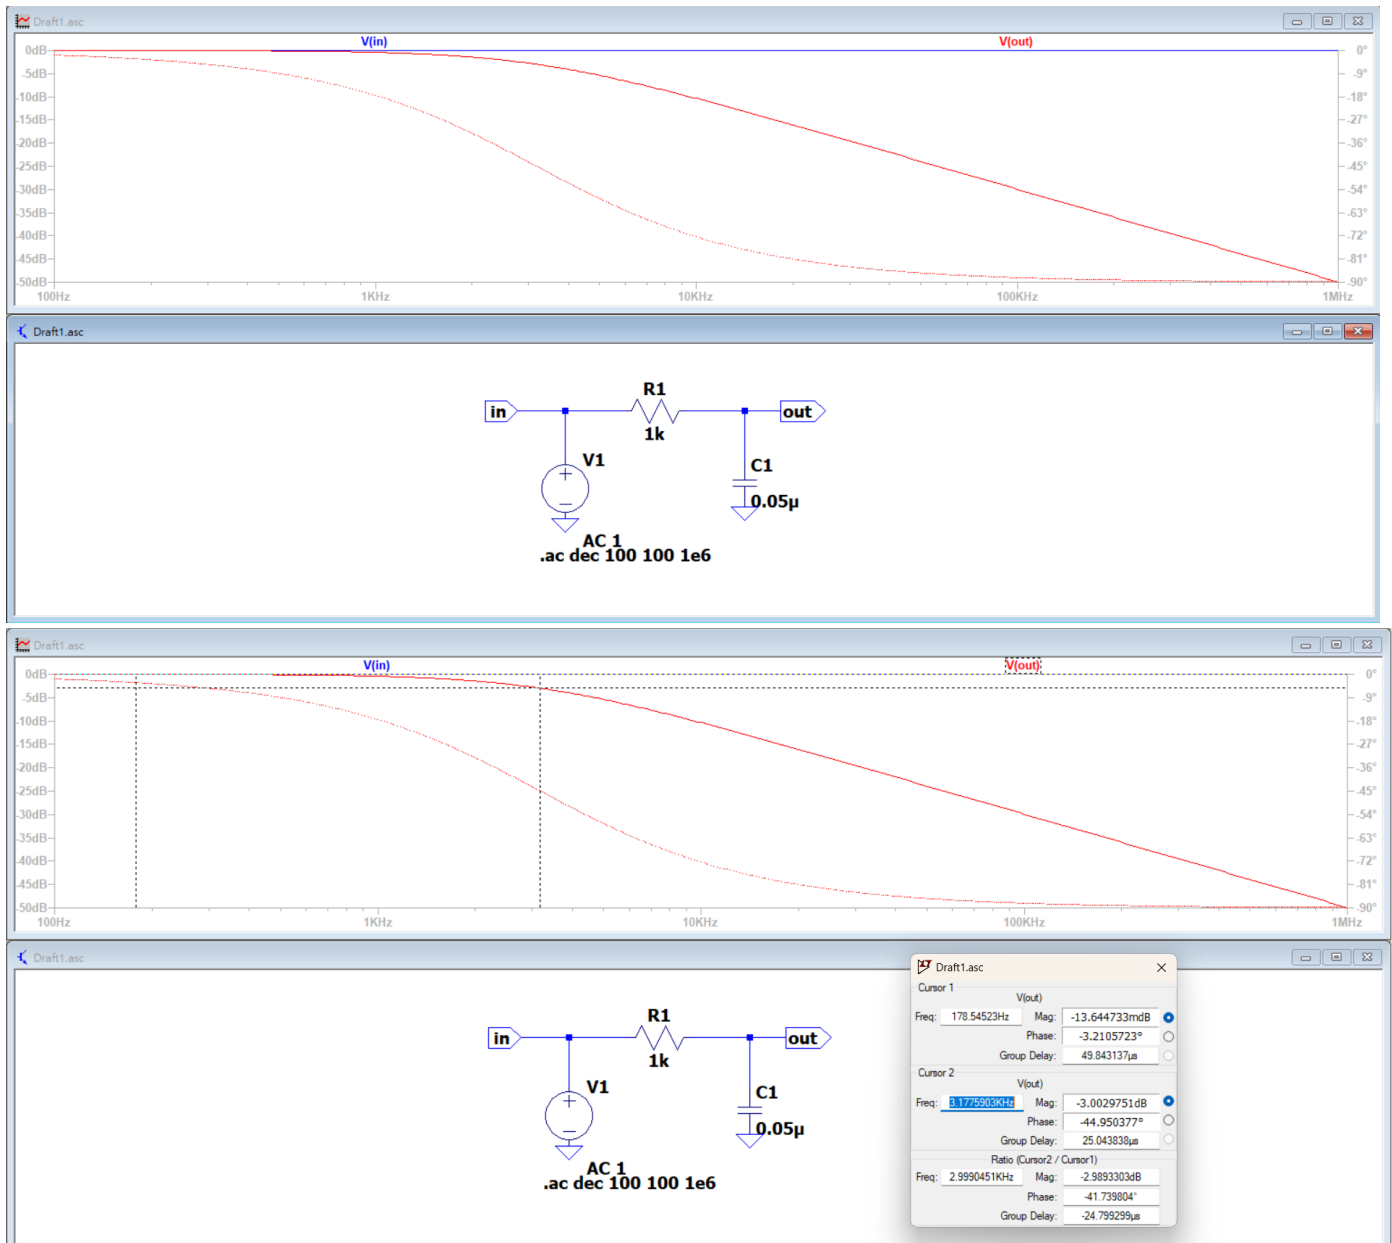 Draft1.asc
V(in) V(out)
0dB 0°
-5dB -9°
-10dB -18°
-15dB -27°
-20dB -36°
-25dB -45°
-30dB -54°
-35dB -63°
-40dB -72°
-45dB -81°
-50dB -90°
100Hz 1KHz 10KHz 100KHz 1MHz
Draft1.asc
R1
in out
1k
V1 C1
0.05µ
AC 1
.ac dec 100 100 1e6
Draft1.asc
V(in) V(out)
0dB 0°
-5dB -9°
-10dB -18°
-15dB -27°
-20dB -36°
-25dB -45°
-30dB -54°
-35dB -63°
-40dB -72°
-45dB -81°
-50dB -90°
100Hz 1KHz 10KHz 100KHz 1MHz
Draft1.asc
R1
in out
1k
V1 C1
0.05µ
AC 1
.ac dec 100 100 1e6
Draft1.asc
Cursor 1
V(out)
Freq: 178.54523Hz Mag: -13.644733mdB
Phase: -3.2105723°
Group Delay: 49.843137µs
Cursor 2
V(out)
Freq: 3.1775903KHz Mag: -3.0029751dB
Phase: -44.950377°
Group Delay: 25.043838µs
Ratio (Cursor2 / Cursor1)
Freq: 2.9990451KHz Mag: -2.9893303dB
Phase: -41.739804°
Group Delay: -24.799299µs